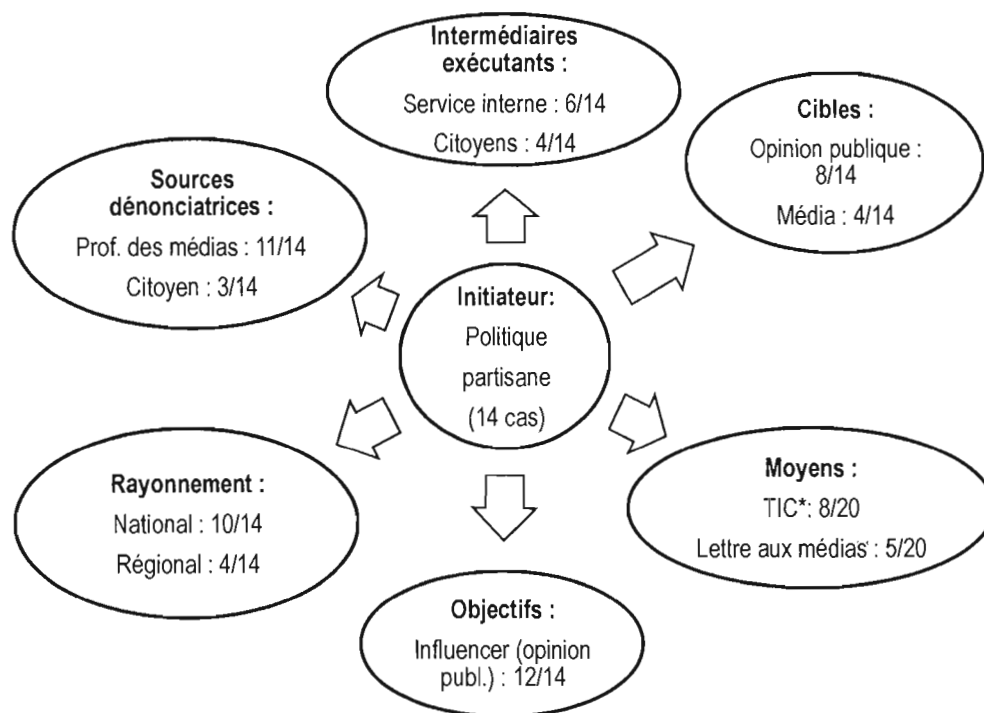 Intermédiaires
exécutants :
Service interne : 6/14
Citoyens : 4/14
Cibles :
Opinion publique :
8/14
Média : 4/14
Sources
dénonciatrices :
Prof. des médias : 11/14
Citoyen : 3/14
Initiateur:
Politique
partisane
(14 cas)
Rayonnement :
National : 10/14
Régional : 4/14
Moyens :
TIC*: 8/20
Lettre aux médias : 5/20
Objectifs :
Influencer (opinion
publ.) : 12/14